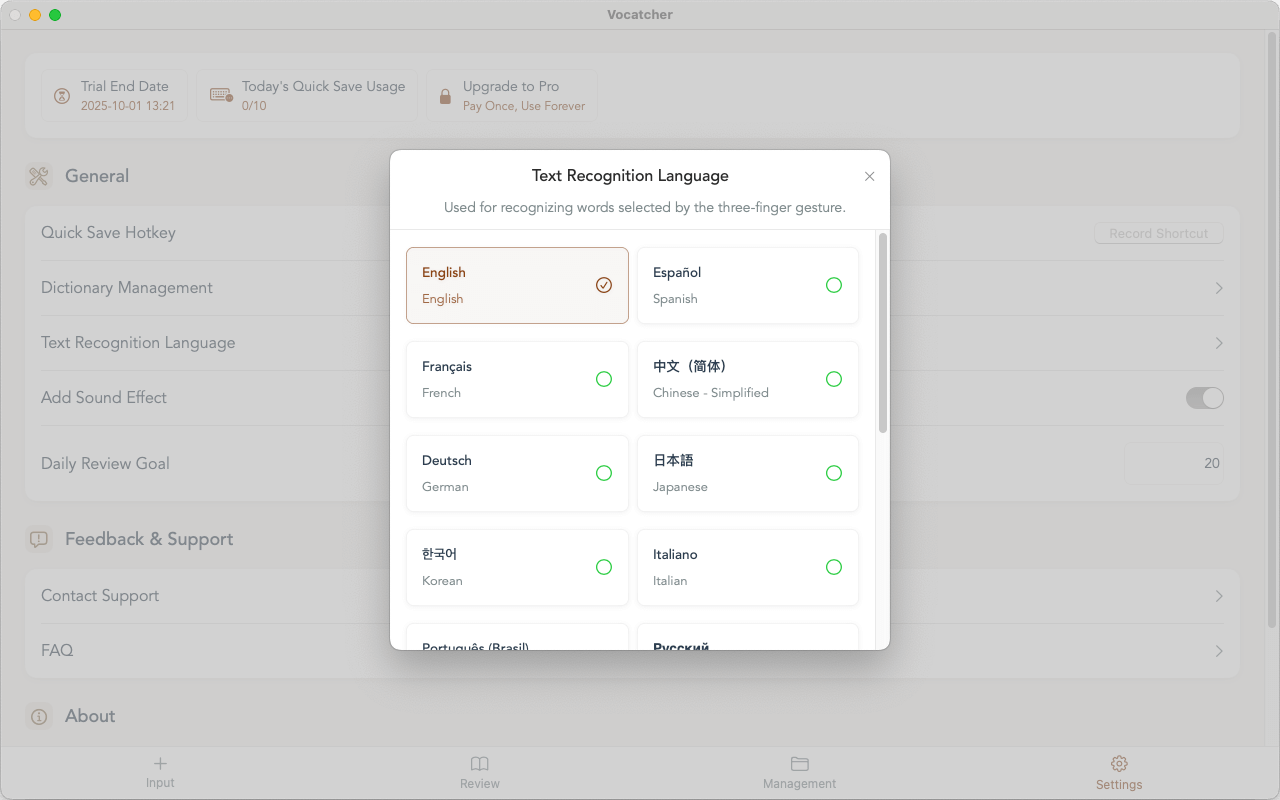 Vocatcher
Trial End Date
2025-10-01 13:21
Today's Quick Save Usage
0/10
Upgrade to Pro
Pay Once, Use Forever
General
Quick Save Hotkey
Record Shortcut
Dictionary Management
Text Recognition Language
Add Sound Effect
Daily Review Goal
20
Feedback & Support
Contact Support
FAQ
About
Text Recognition Language
Used for recognizing words selected by the three-finger gesture.
English
English
Español
Spanish
Français
French
中文（简体）
Chinese - Simplified
Deutsch
German
日本語
Japanese
한국어
Korean
Italiano
Italian
Português (Brasil)
Русский
Input
Review
Management
Settings